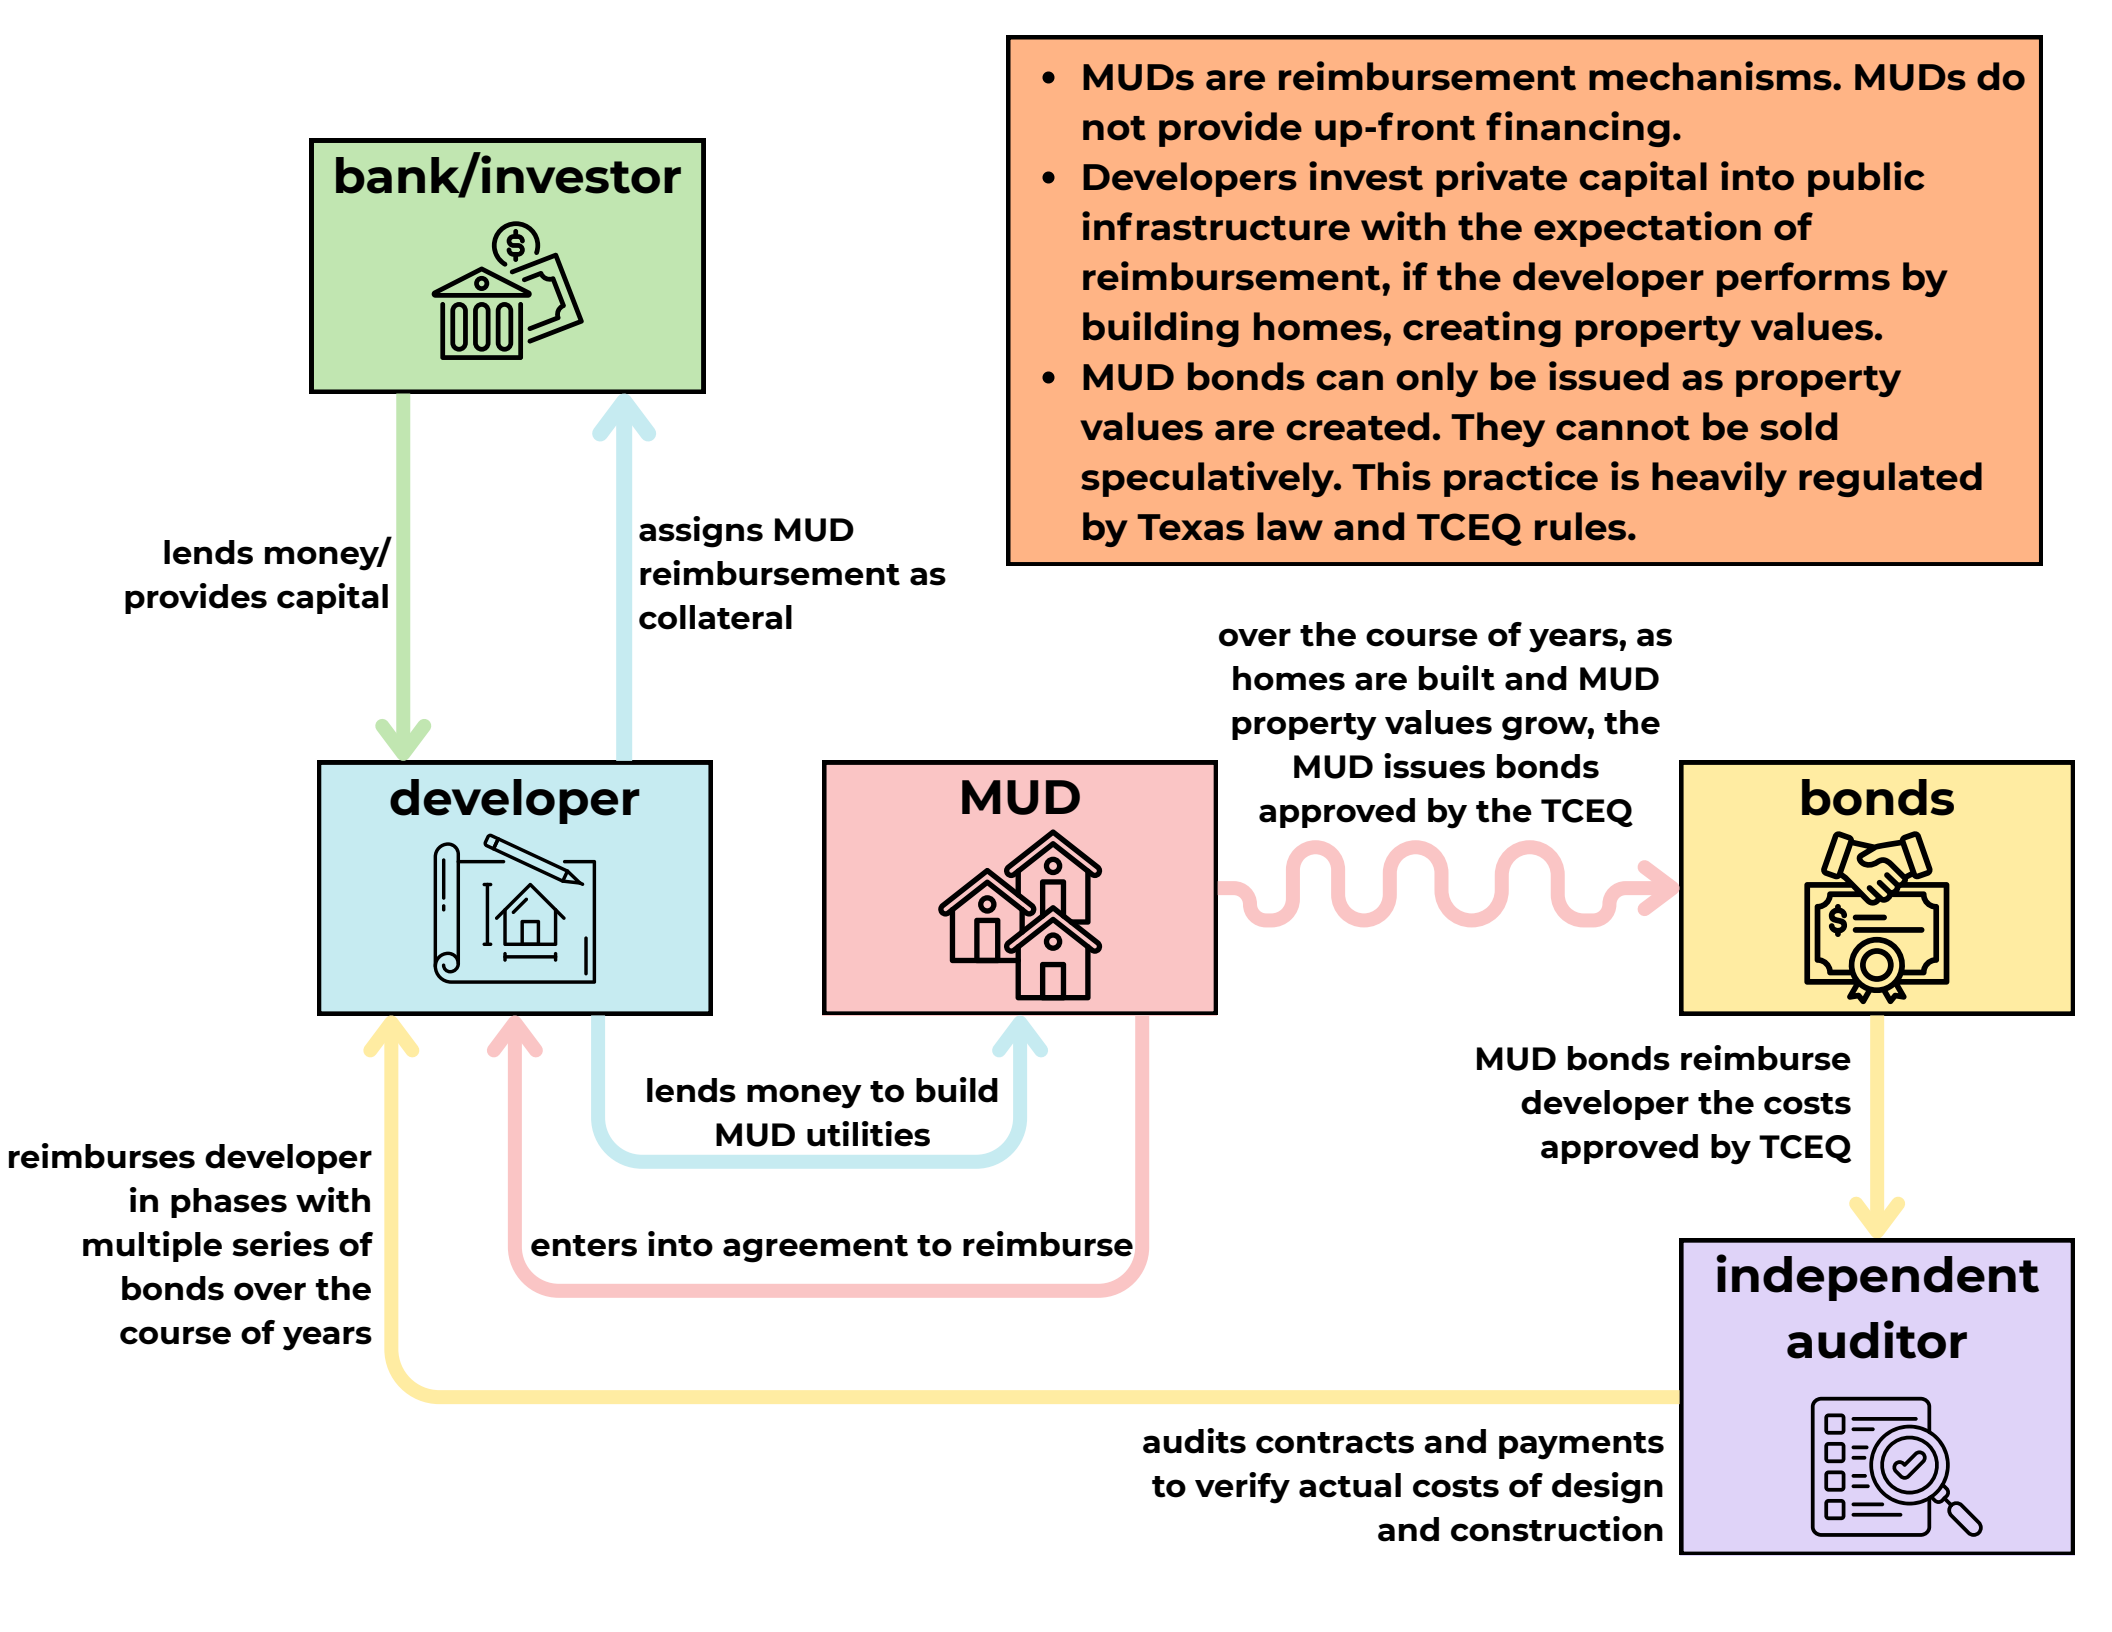 • MUDs are reimbursement mechanisms. MUDs do
not provide up-front financing.
• Developers invest private capital into public
infrastructure with the expectation of
reimbursement, if the developer performs by
building homes, creating property values.
• MUD bonds can only be issued as property
values are created. They cannot be sold
speculatively. This practice is heavily regulated
by Texas law and TCEQ rules.
bank/investor
$
lends money/
provides capital
assigns MUD
reimbursement as
collateral
over the course of years, as
homes are built and MUD
property values grow, the
MUD issues bonds
approved by the TCEQ
developer
MUD
bonds
$
lends money to build
MUD utilities
enters into agreement to reimburse
MUD bonds reimburse
developer the costs
approved by TCEQ
reimburses developer
in phases with
multiple series of
bonds over the
course of years
independent
auditor
audits contracts and payments
to verify actual costs of design
and construction